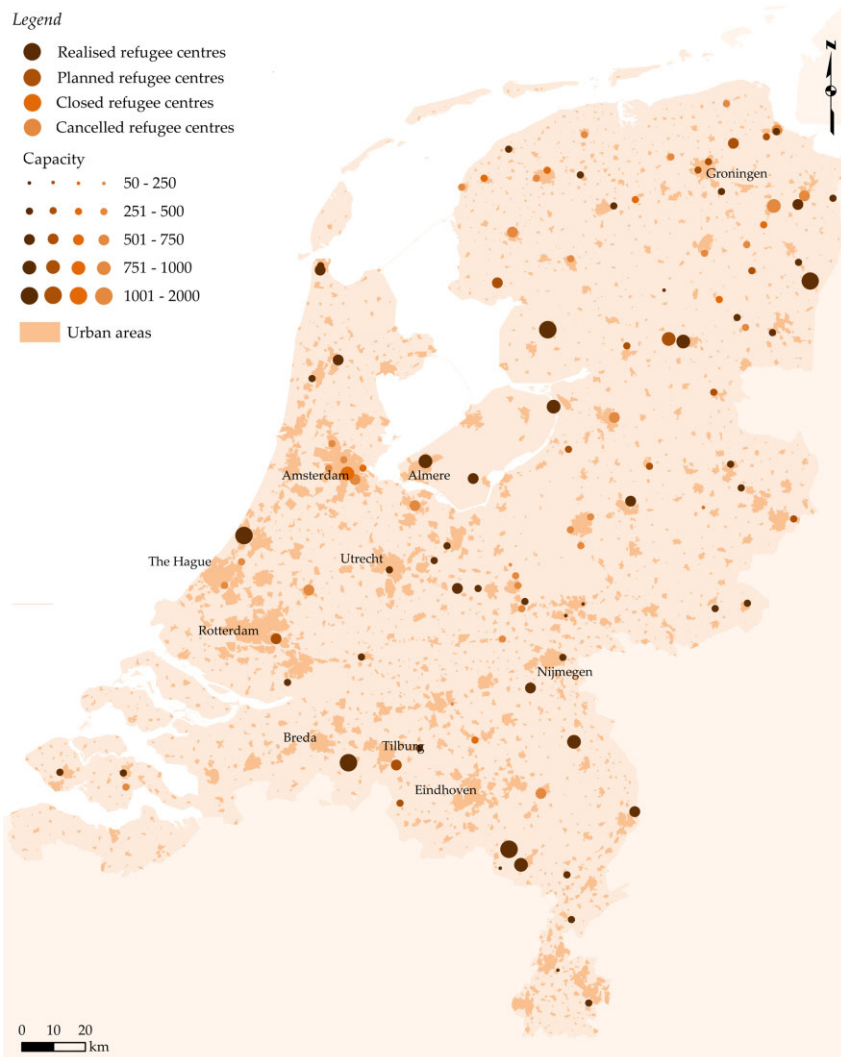 Legend
Realised refugee centres
Planned refugee centres
Closed refugee centres
Cancelled refugee centres
Capacity
50 - 250
251 - 500
501 - 750
751 - 1000
1001 - 2000
Urban areas
N
Groningen
Amsterdam
Almere
The Hague
Utrecht
Rotterdam
Nijmegen
Breda
Tilburg
Eindhoven
0 10 20
km